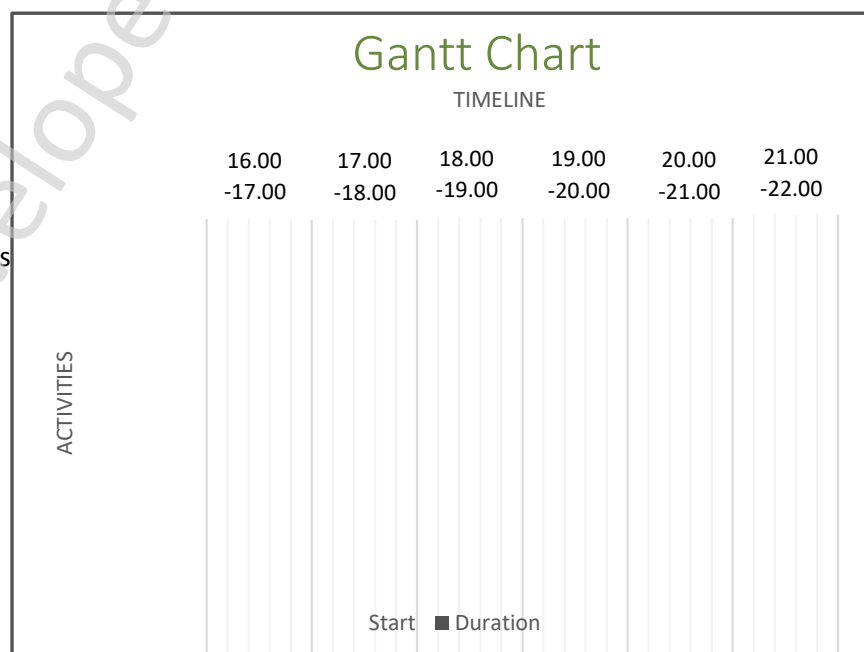 Gantt Chart
TIMELINE
16.00 17.00 18.00 19.00 20.00 21.00
-17.00 -18.00 -19.00 -20.00 -21.00 -22.00
ACTIVITIES
Start Duration